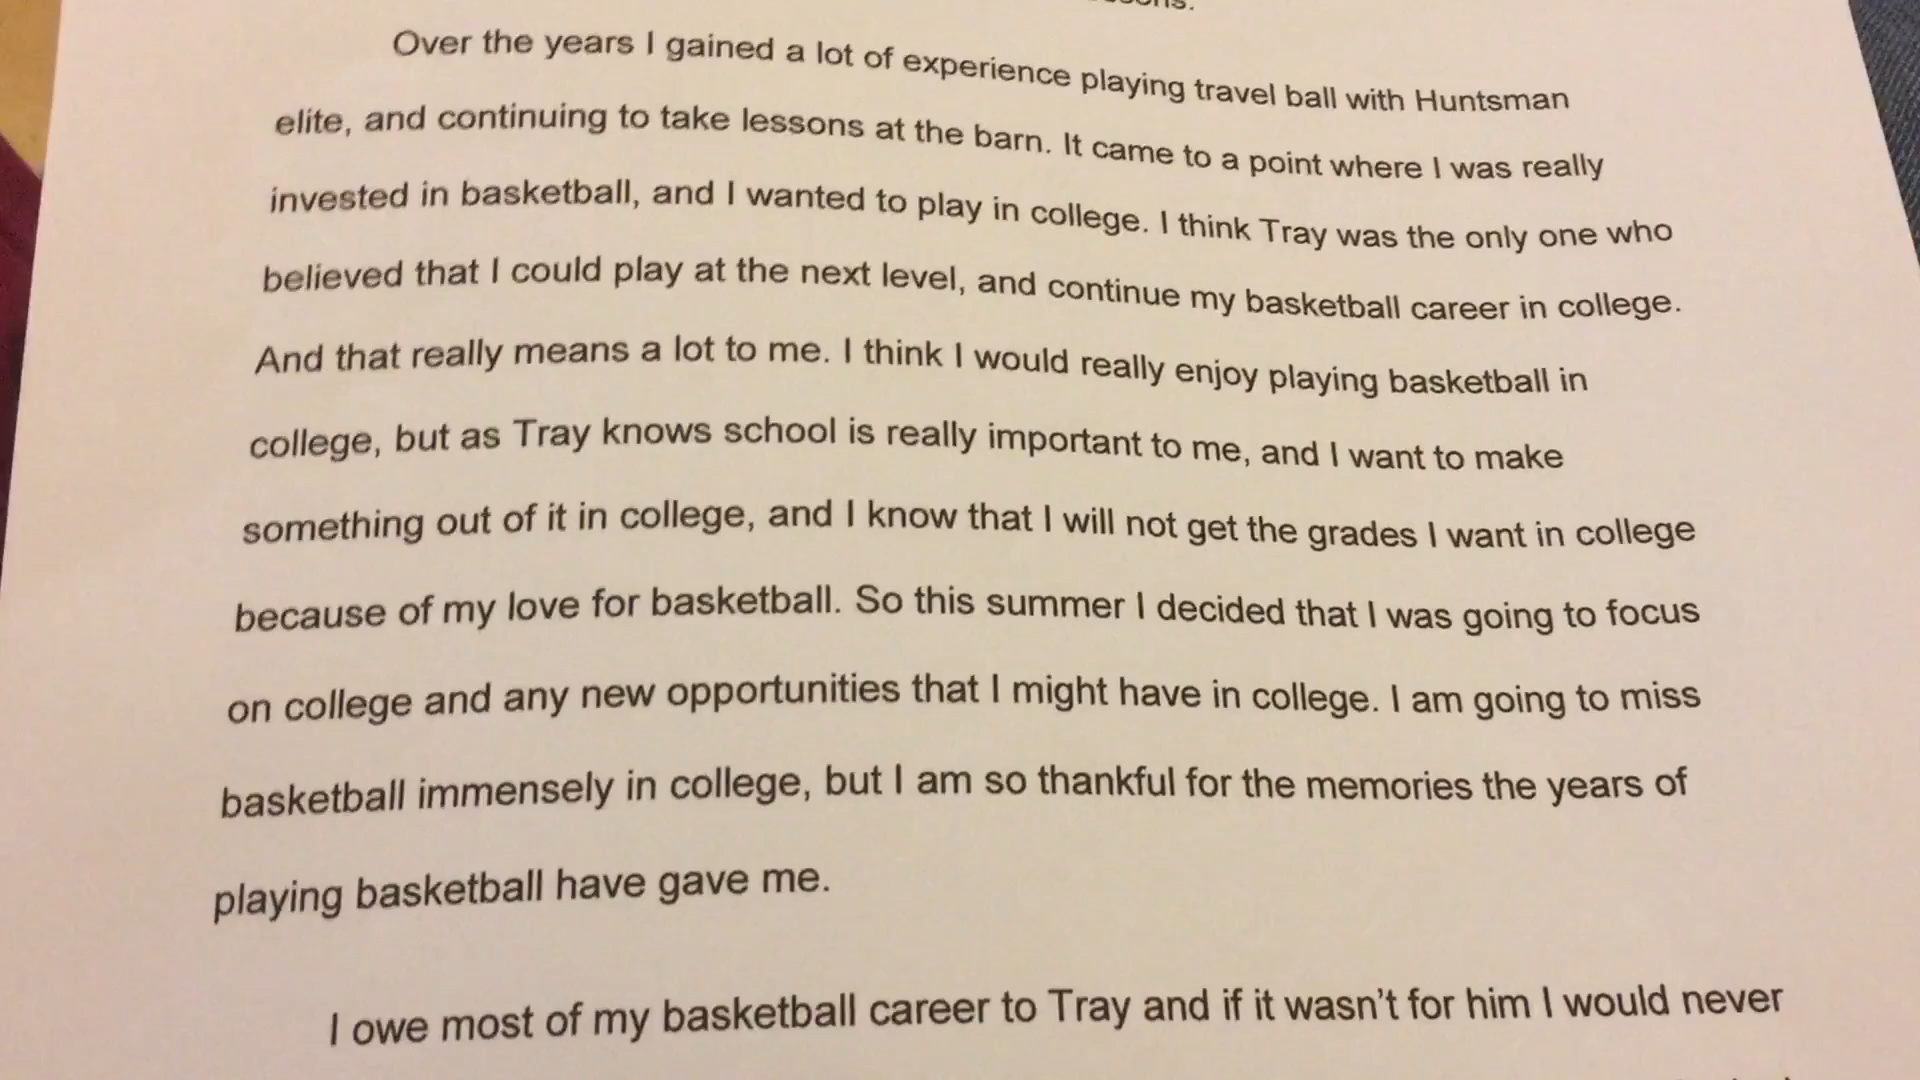 Over the years I gained a lot of experience playing travel ball with Huntsman
elite, and continuing to take lessons at the barn. It came to a point where I was really
invested in basketball, and I wanted to play in college. I think Tray was the only one who
believed that I could play at the next level, and continue my basketball career in college.
And that really means a lot to me. I think I would really enjoy playing basketball in
college, but as Tray knows school is really important to me, and I want to make
something out of it in college, and I know that I will not get the grades I want in college
because of my love for basketball. So this summer I decided that I was going to focus
on college and any new opportunities that I might have in college. I am going to miss
basketball immensely in college, but I am so thankful for the memories the years of
playing basketball have gave me.
I owe most of my basketball career to Tray and if it wasn't for him I would never